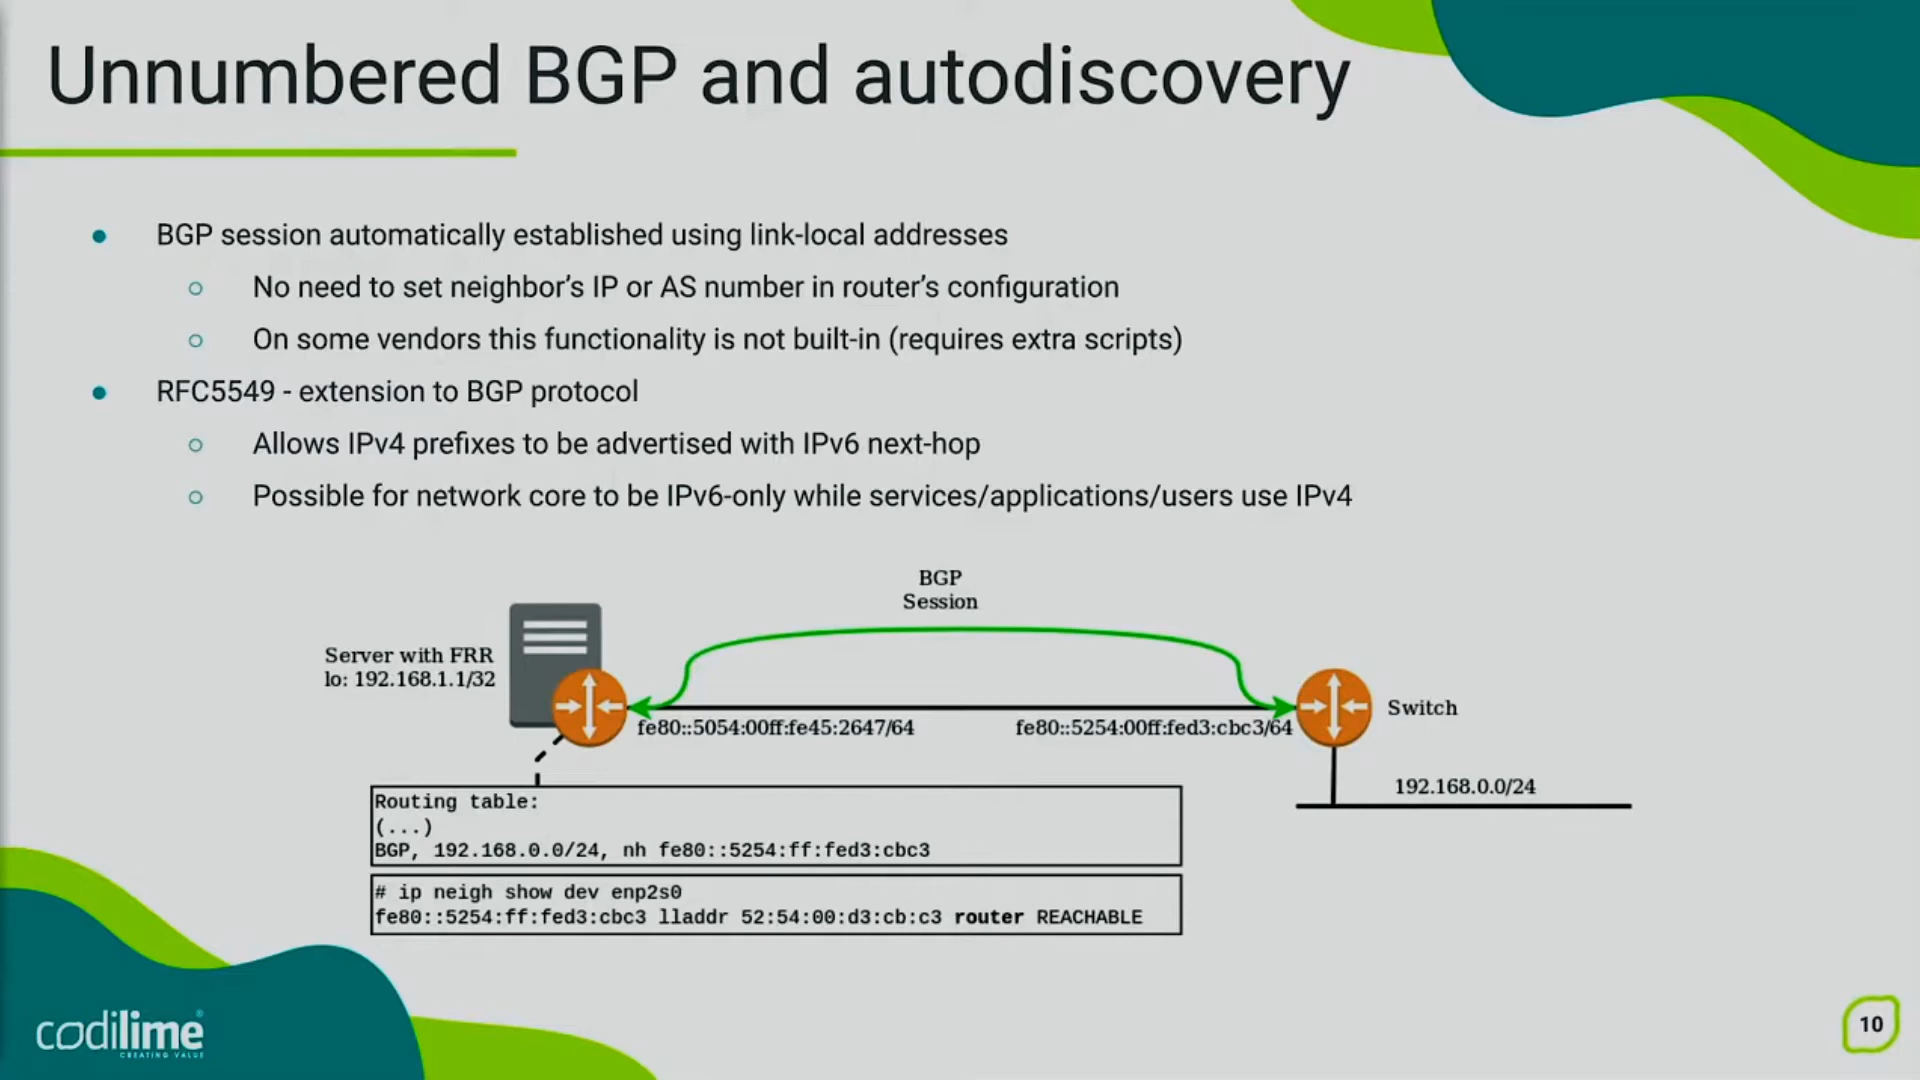 Unnumbered BGP and autodiscovery
● BGP session automatically established using link-local addresses
○ No need to set neighbor’s IP or AS number in router’s configuration
○ On some vendors this functionality is not built-in (requires extra scripts)
● RFC5549 - extension to BGP protocol
○ Allows IPv4 prefixes to be advertised with IPv6 next-hop
○ Possible for network core to be IPv6-only while services/applications/users use IPv4
BGP
Session
Server with FRR
lo: 192.168.1.1/32
fe80::5054:00ff:fe45:2647/64
fe80::5254:00ff:fed3:cbc3/64
Switch
192.168.0.0/24
Routing table:
(...)
BGP, 192.168.0.0/24, nh fe80::5254:ff:fed3:cbc3
# ip neigh show dev enp2s0
fe80::5254:ff:fed3:cbc3 lladdr 52:54:00:d3:cb:c3 router REACHABLE
codilime®
CREATING VALUE
10